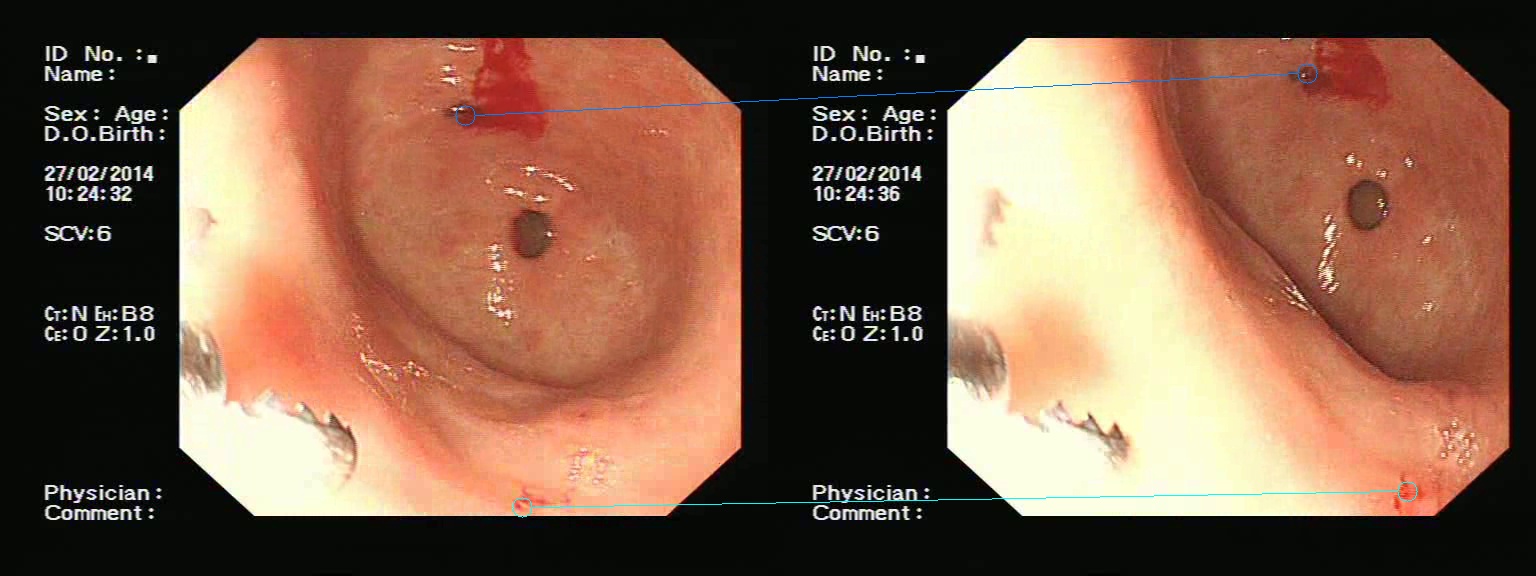 ID No. :
Name:
Sex: Age:
D.O.Birth:
27/02/2014
10:24:32
SCV:6
CT:N EH:B8
CE:0 Z:1.0
Physician:
Comment:
ID No. :
Name:
Sex: Age:
D.O.Birth:
27/02/2014
10:24:36
SCV:6
CT:N EH:B8
CE:0 Z:1.0
Physician:
Comment: